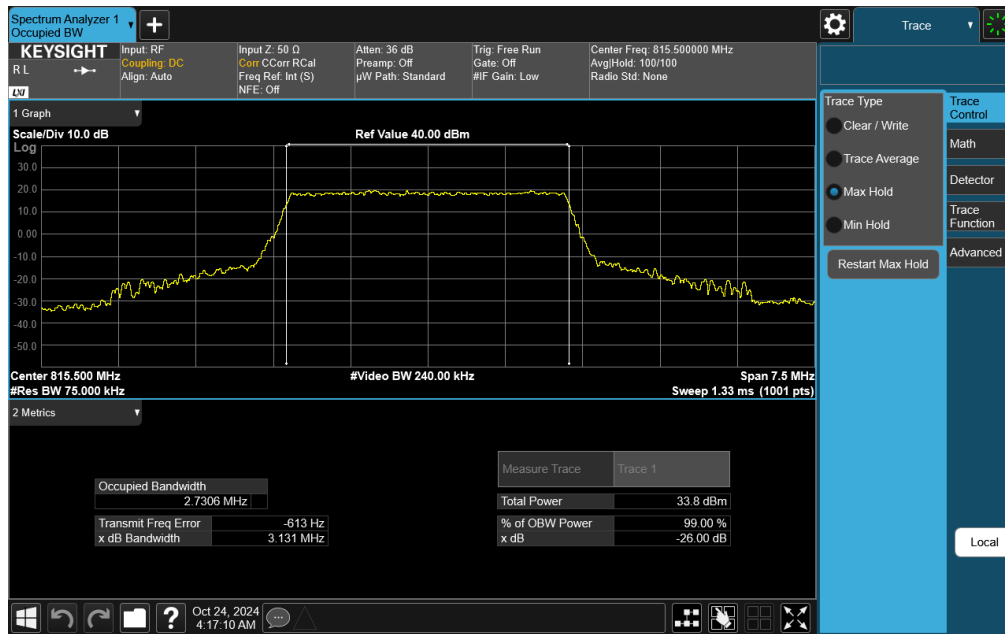 Spectrum Analyzer 1
Occupied BW
Trace
KEYSIGHT
R L
LXI
Input: RF
Coupling: DC
Align: Auto
Input Z: 50 Ω
Corr CCorr RCal
Freq Ref: Int (S)
NFE: Off
Atten: 36 dB
Preamp: Off
µW Path: Standard
Trig: Free Run
Gate: Off
#IF Gain: Low
Center Freq: 815.500000 MHz
Avg|Hold: 100/100
Radio Std: None
1 Graph
Scale/Div 10.0 dB
Ref Value 40.00 dBm
Log
30.0
20.0
10.0
0.00
-10.0
-20.0
-30.0
-40.0
-50.0
Center 815.500 MHz
#Video BW 240.00 kHz
Span 7.5 MHz
#Res BW 75.000 kHz
Sweep 1.33 ms (1001 pts)
2 Metrics
Measure Trace
Trace 1
Occupied Bandwidth
2.7306 MHz
Total Power
33.8 dBm
Transmit Freq Error
-613 Hz
% of OBW Power
99.00 %
x dB Bandwidth
3.131 MHz
x dB
-26.00 dB
Trace Type
Clear / Write
Trace Average
Max Hold
Min Hold
Restart Max Hold
Trace
Control
Math
Detector
Trace
Function
Advanced
Local
?
Oct 24, 2024
4:17:10 AM